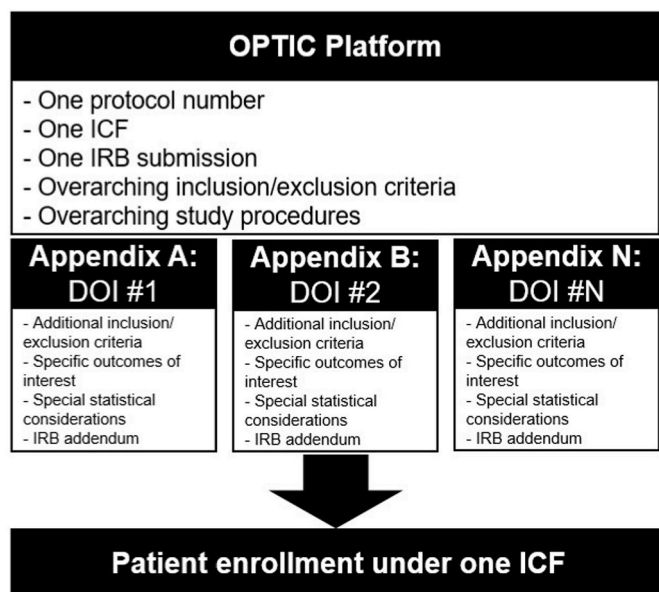 OPTIC Platform
- One protocol number
- One ICF
- One IRB submission
- Overarching inclusion/exclusion criteria
- Overarching study procedures
Appendix A:
DOI #1
- Additional inclusion/
exclusion criteria
- Specific outcomes of
interest
- Special statistical
considerations
- IRB addendum
Appendix B:
DOI #2
- Additional inclusion/
exclusion criteria
- Specific outcomes of
interest
- Special statistical
considerations
- IRB addendum
Appendix N:
DOI #N
- Additional inclusion/
exclusion criteria
- Specific outcomes of
interest
- Special statistical
considerations
- IRB addendum
Patient enrollment under one ICF